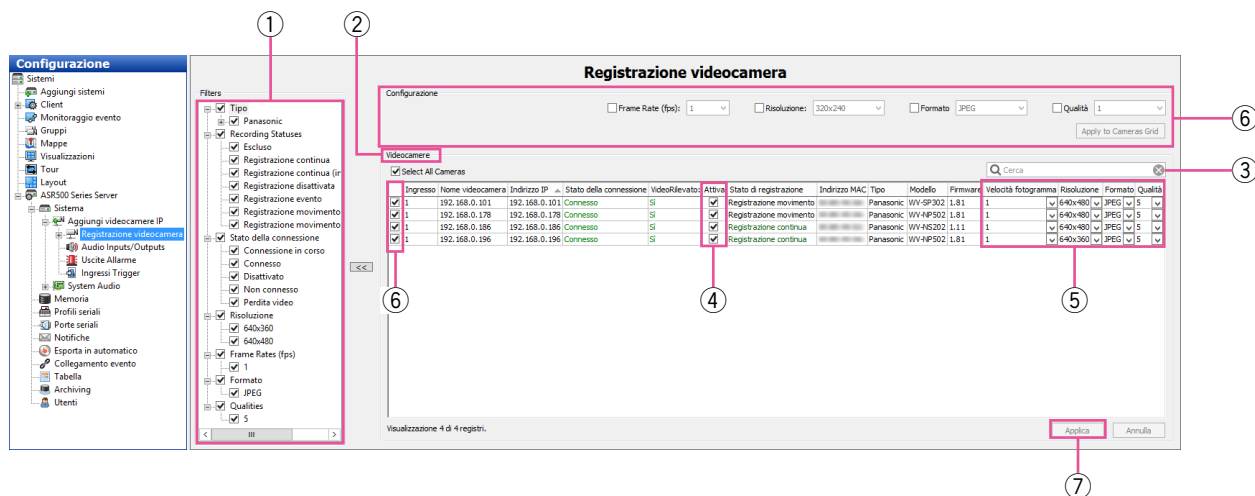 ① ②
Configurazione
Sistemi
Aggiungi sistemi
Client
Monitoraggio evento
Gruppi
Mappe
Visualizzazioni
Tour
Layout
ASR500 Series Server
Sistema
Aggiungi videocamere IP
Registrazione videocamera
Audio Inputs/Outputs
Uscite Allarme
Ingressi Trigger
System Audio
Memoria
Profili seriali
Porte seriali
Notifiche
Esporta in automatico
Collegamento evento
Tabella
Archiving
Utenti
Registrazione videocamera
Filters
Tipo
Panasonic
Recording Statuses
Escluso
Registrazione continua
Registrazione continua (in
Registrazione disattivata
Registrazione evento
Registrazione movimento
Registrazione movimento
Stato della connessione
Connessione in corso
Connesso
Disattivato
Non connesso
Perdita video
Risoluzione
640x360
640x480
Frame Rates (fps)
1
Formato
JPEG
Qualities
5
<<
Configurazione
Frame Rate (fps): 1 Risoluzione: 320x240 Formato JPEG Qualità 1
Apply to Cameras Grid
⑥
Videocamere
Select All Cameras Cerca
③
Ingresso Nome videocamera Indirizzo IP Stato della connessione VideoRilevato: Attiva Stato di registrazione Indirizzo MAC Tipo Modello Firmware Velocità fotogramma Risoluzione Formato Qualità
1 192.168.0.101 192.168.0.101 Connesso Sì Registrazione movimento Panasonic WV-SP302 1.81 1 640x480 JPEG 5
1 192.168.0.178 192.168.0.178 Connesso Sì Registrazione movimento Panasonic WV-NP502 1.81 1 640x480 JPEG 5
1 192.168.0.186 192.168.0.186 Connesso Sì Registrazione continua Panasonic WV-NS202 1.11 1 640x480 JPEG 5
1 192.168.0.196 192.168.0.196 Connesso Sì Registrazione continua Panasonic WV-NP502 1.81 1 640x360 JPEG 5
⑥ ④ ⑤
Visualizzazione 4 di 4 registri.
Applica Annulla
⑦